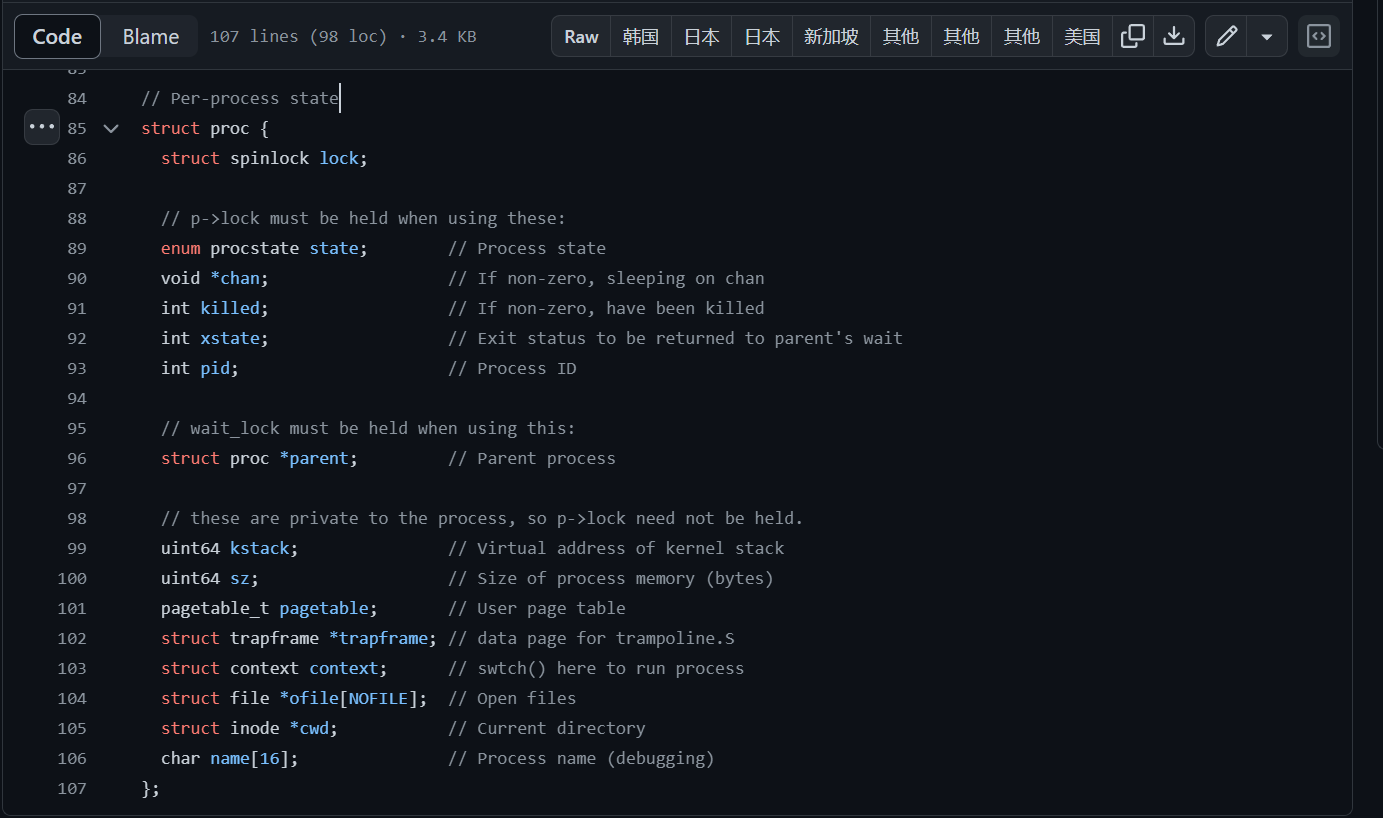 Code Blame 107 lines (98 loc) · 3.4 KB Raw 韩国 日本 日本 新加坡 其他 其他 其他 美国
83
84 // Per-process state
85 struct proc {
86 struct spinlock lock;
87
88 // p->lock must be held when using these:
89 enum procstate state; // Process state
90 void *chan; // If non-zero, sleeping on chan
91 int killed; // If non-zero, have been killed
92 int xstate; // Exit status to be returned to parent's wait
93 int pid; // Process ID
94
95 // wait_lock must be held when using this:
96 struct proc *parent; // Parent process
97
98 // these are private to the process, so p->lock need not be held.
99 uint64 kstack; // Virtual address of kernel stack
100 uint64 sz; // Size of process memory (bytes)
101 pagetable_t pagetable; // User page table
102 struct trapframe *trapframe; // data page for trampoline.S
103 struct context context; // swtch() here to run process
104 struct file *ofile[NOFILE]; // Open files
105 struct inode *cwd; // Current directory
106 char name[16]; // Process name (debugging)
107 };